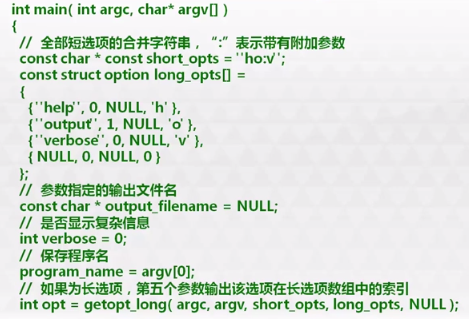 int main( int argc, char* argv[] )
{
// 全部短选项的合并字符串，“:”表示带有附加参数
const char * const short_opts = "ho:v";
const struct option long_opts[] =
{
{ "help", 0, NULL, 'h' },
{ "output", 1, NULL, 'o' },
{ "verbose", 0, NULL, 'v' },
{ NULL, 0, NULL, 0 }
};
// 参数指定的输出文件名
const char * output_filename = NULL;
// 是否显示复杂信息
int verbose = 0;
// 保存程序名
program_name = argv[0];
// 如果为长选项，第五个参数输出该选项在长选项数组中的索引
int opt = getopt_long( argc, argv, short_opts, long_opts, NULL );